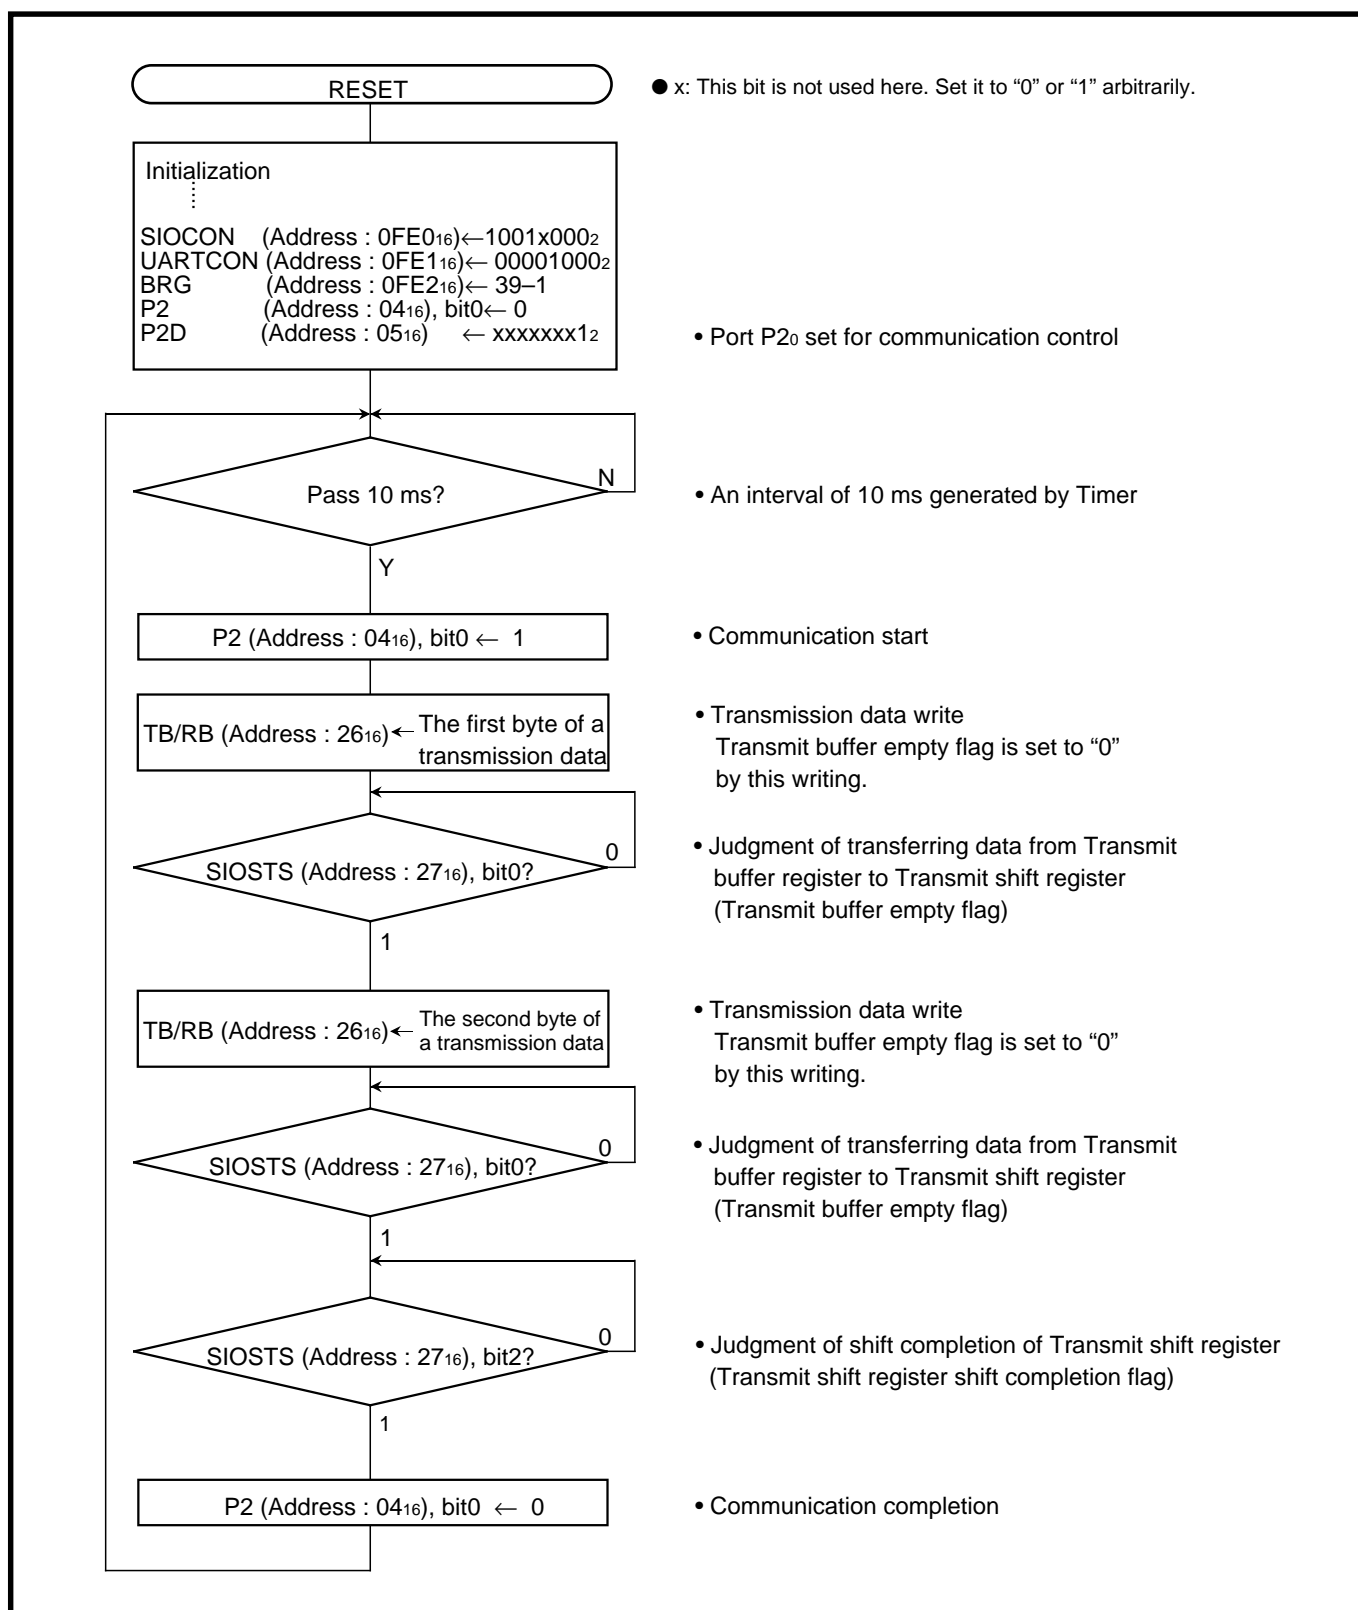 RESET
● x: This bit is not used here. Set it to “0” or “1” arbitrarily.
Initialization
SIOCON (Address : 0FE0₁₆)←1001x000₂
UARTCON (Address : 0FE1₁₆)← 00001000₂
BRG (Address : 0FE2₁₆)← 39–1
P2 (Address : 04₁₆), bit0← 0
P2D (Address : 05₁₆) ← xxxxxxx1₂
• Port P2₀ set for communication control
Pass 10 ms?
N
• An interval of 10 ms generated by Timer
Y
P2 (Address : 04₁₆), bit0 ← 1
• Communication start
TB/RB (Address : 26₁₆)← The first byte of a
transmission data
• Transmission data write
Transmit buffer empty flag is set to “0”
by this writing.
SIOSTS (Address : 27₁₆), bit0?
0
• Judgment of transferring data from Transmit
buffer register to Transmit shift register
(Transmit buffer empty flag)
1
TB/RB (Address : 26₁₆)← The second byte of
a transmission data
• Transmission data write
Transmit buffer empty flag is set to “0”
by this writing.
SIOSTS (Address : 27₁₆), bit0?
0
• Judgment of transferring data from Transmit
buffer register to Transmit shift register
(Transmit buffer empty flag)
1
SIOSTS (Address : 27₁₆), bit2?
0
• Judgment of shift completion of Transmit shift register
(Transmit shift register shift completion flag)
1
P2 (Address : 04₁₆), bit0 ← 0
• Communication completion